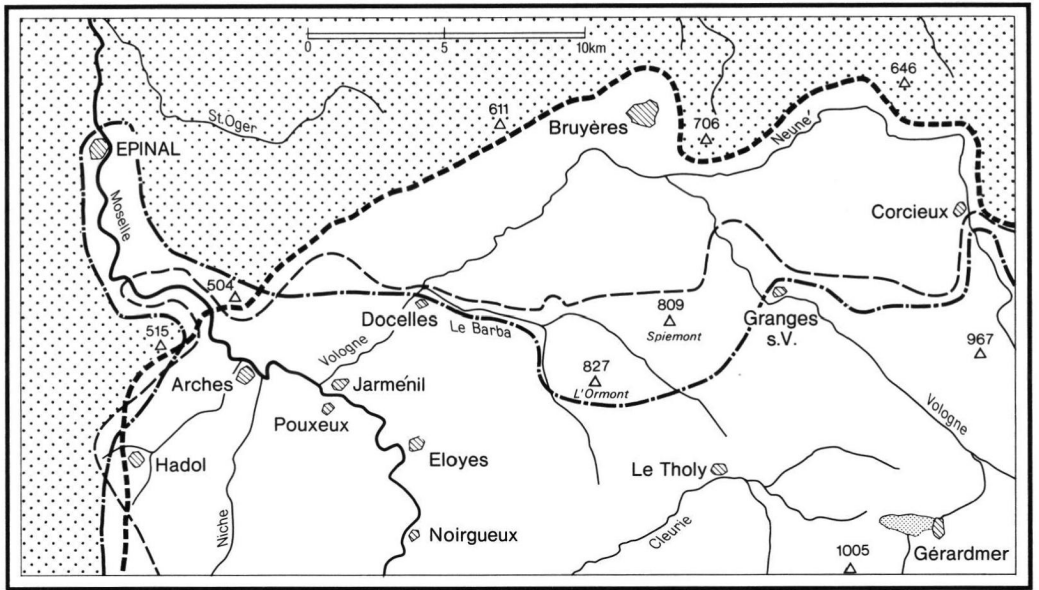 0 5 10km
646
611
St.Oger
Bruyères
706
Neune
EPINAL
Moselle
Corcieux
504
809
Spiemont
Docelles
Le Barba
Granges
s.V.
515
Vologne
967
827
L'Ormont
Arches
Jarménil
Pouxeux
Vologne
Hadol
Eloyes
Le Tholy
Niche
Noirgueux
Cleurie
1005
Gérardmer